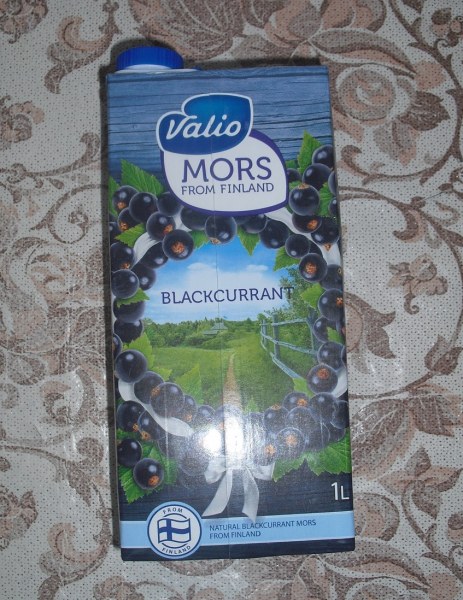 Valio
MORS
FROM FINLAND
BLACKCURRANT
1L
FROM
FINLAND
NATURAL BLACKCURRANT MORS
FROM FINLAND